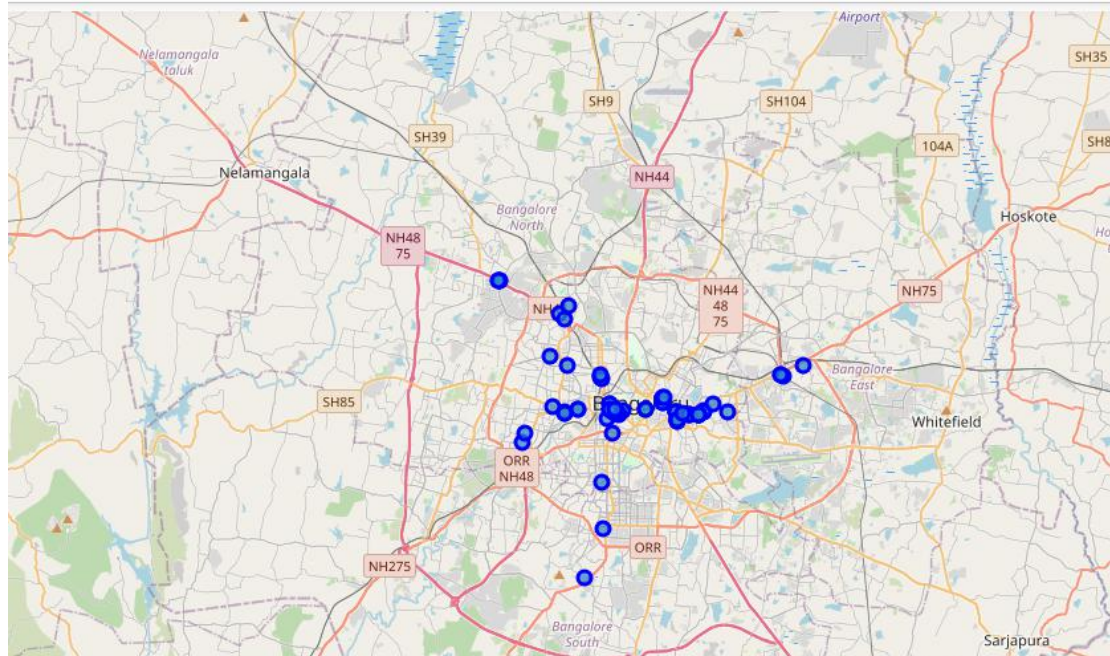 Airport
Nelamangala
taluk
SH35
SH9
SH104
SH39
104A
SH8
Nelamangala
NH44
Bangalore
North
Hoskote
NH48
75
NH44
48
75
NH75
Bangalore
East
SH85
Whitefield
ORR
NH48
ORR
NH275
Bangalore
South
Sarjapura